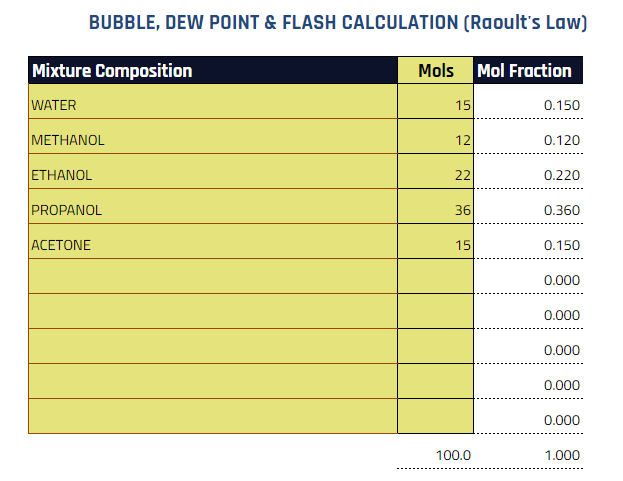 BUBBLE, DEW POINT & FLASH CALCULATION (Raoult's Law)
Mixture Composition Mols Mol Fraction
WATER 15 0.150
METHANOL 12 0.120
ETHANOL 22 0.220
PROPANOL 36 0.360
ACETONE 15 0.150
0.000
0.000
0.000
0.000
0.000
100.0 1.000